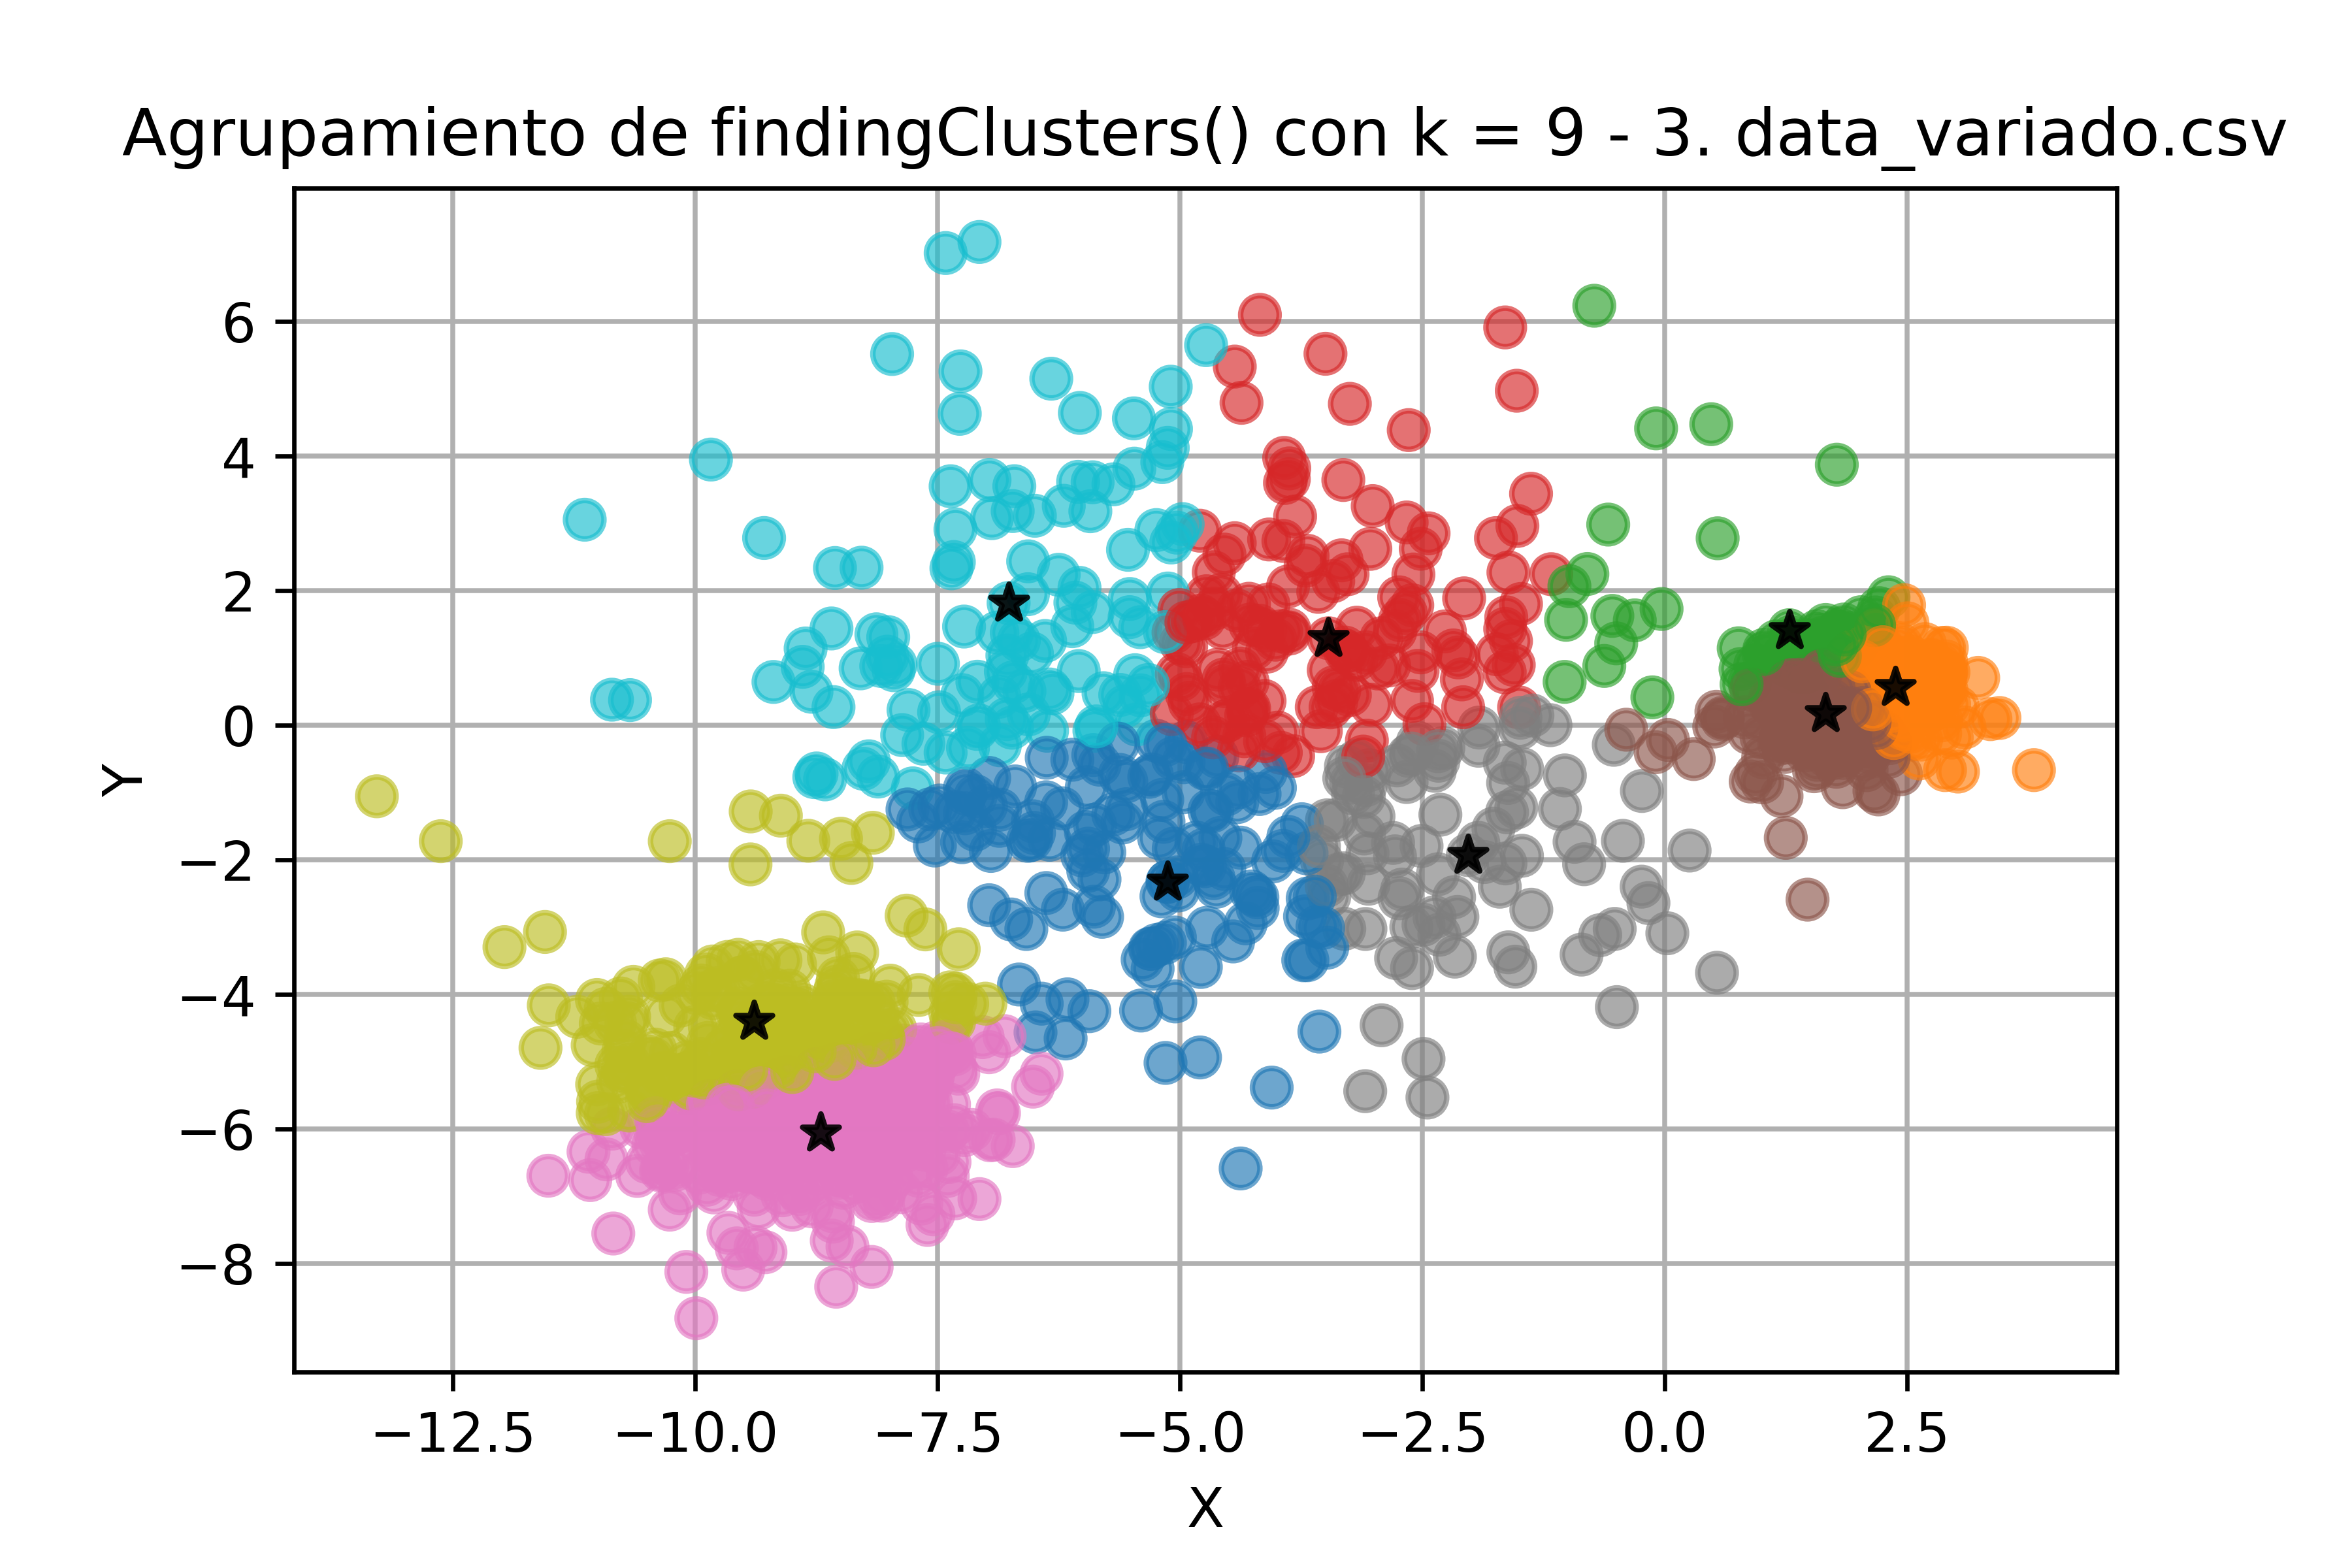 Agrupamiento de findingClusters() con k = 9 - 3. data_variado.csv
6
4
2
0
−2
−4
−6
−8
Y
−12.5 −10.0 −7.5 −5.0 −2.5 0.0 2.5
X